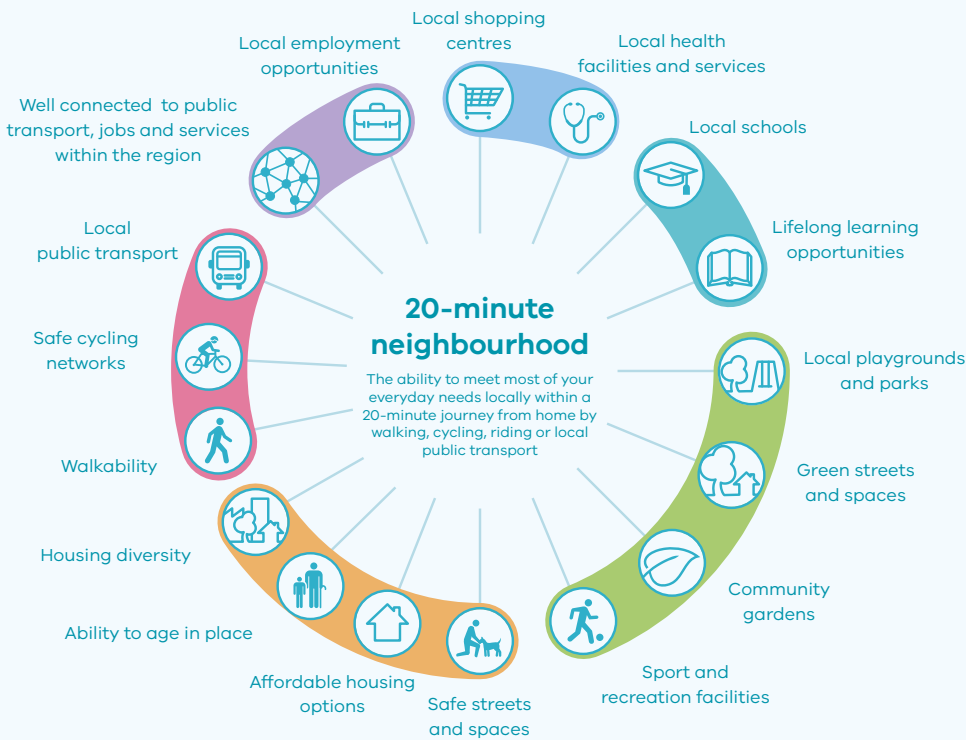 Local shopping
centres
Local health
facilities and services
Local schools
Lifelong learning
opportunities
Local playgrounds
and parks
Green streets
and spaces
Community
gardens
Sport and
recreation facilities
Safe streets
and spaces
Affordable housing
options
Ability to age in place
Housing diversity
Walkability
Safe cycling
networks
Local
public transport
Well connected to public
transport, jobs and services
within the region
Local employment
opportunities
20-minute
neighbourhood
The ability to meet most of your
everyday needs locally within a
20-minute journey from home by
walking, cycling, riding or local
public transport